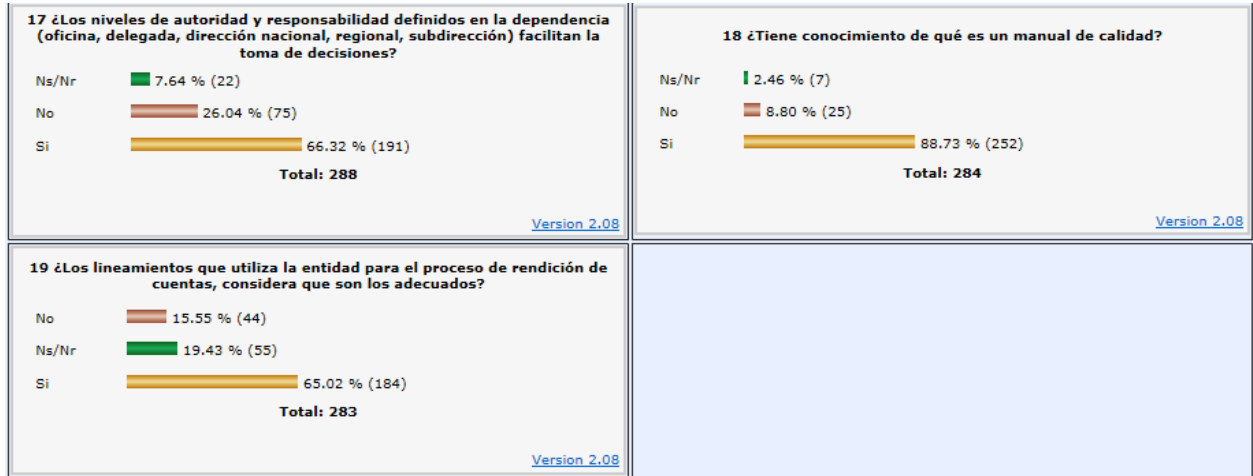 17 ¿Los niveles de autoridad y responsabilidad definidos en la dependencia
(oficina, delegada, dirección nacional, regional, subdirección) facilitan la
toma de decisiones?
Ns/Nr 7.64 % (22)
No 26.04 % (75)
Si 66.32 % (191)
Total: 288
Version 2.08
18 ¿Tiene conocimiento de qué es un manual de calidad?
Ns/Nr 2.46 % (7)
No 8.80 % (25)
Si 88.73 % (252)
Total: 284
Version 2.08
19 ¿Los lineamientos que utiliza la entidad para el proceso de rendición de
cuentas, considera que son los adecuados?
No 15.55 % (44)
Ns/Nr 19.43 % (55)
Si 65.02 % (184)
Total: 283
Version 2.08